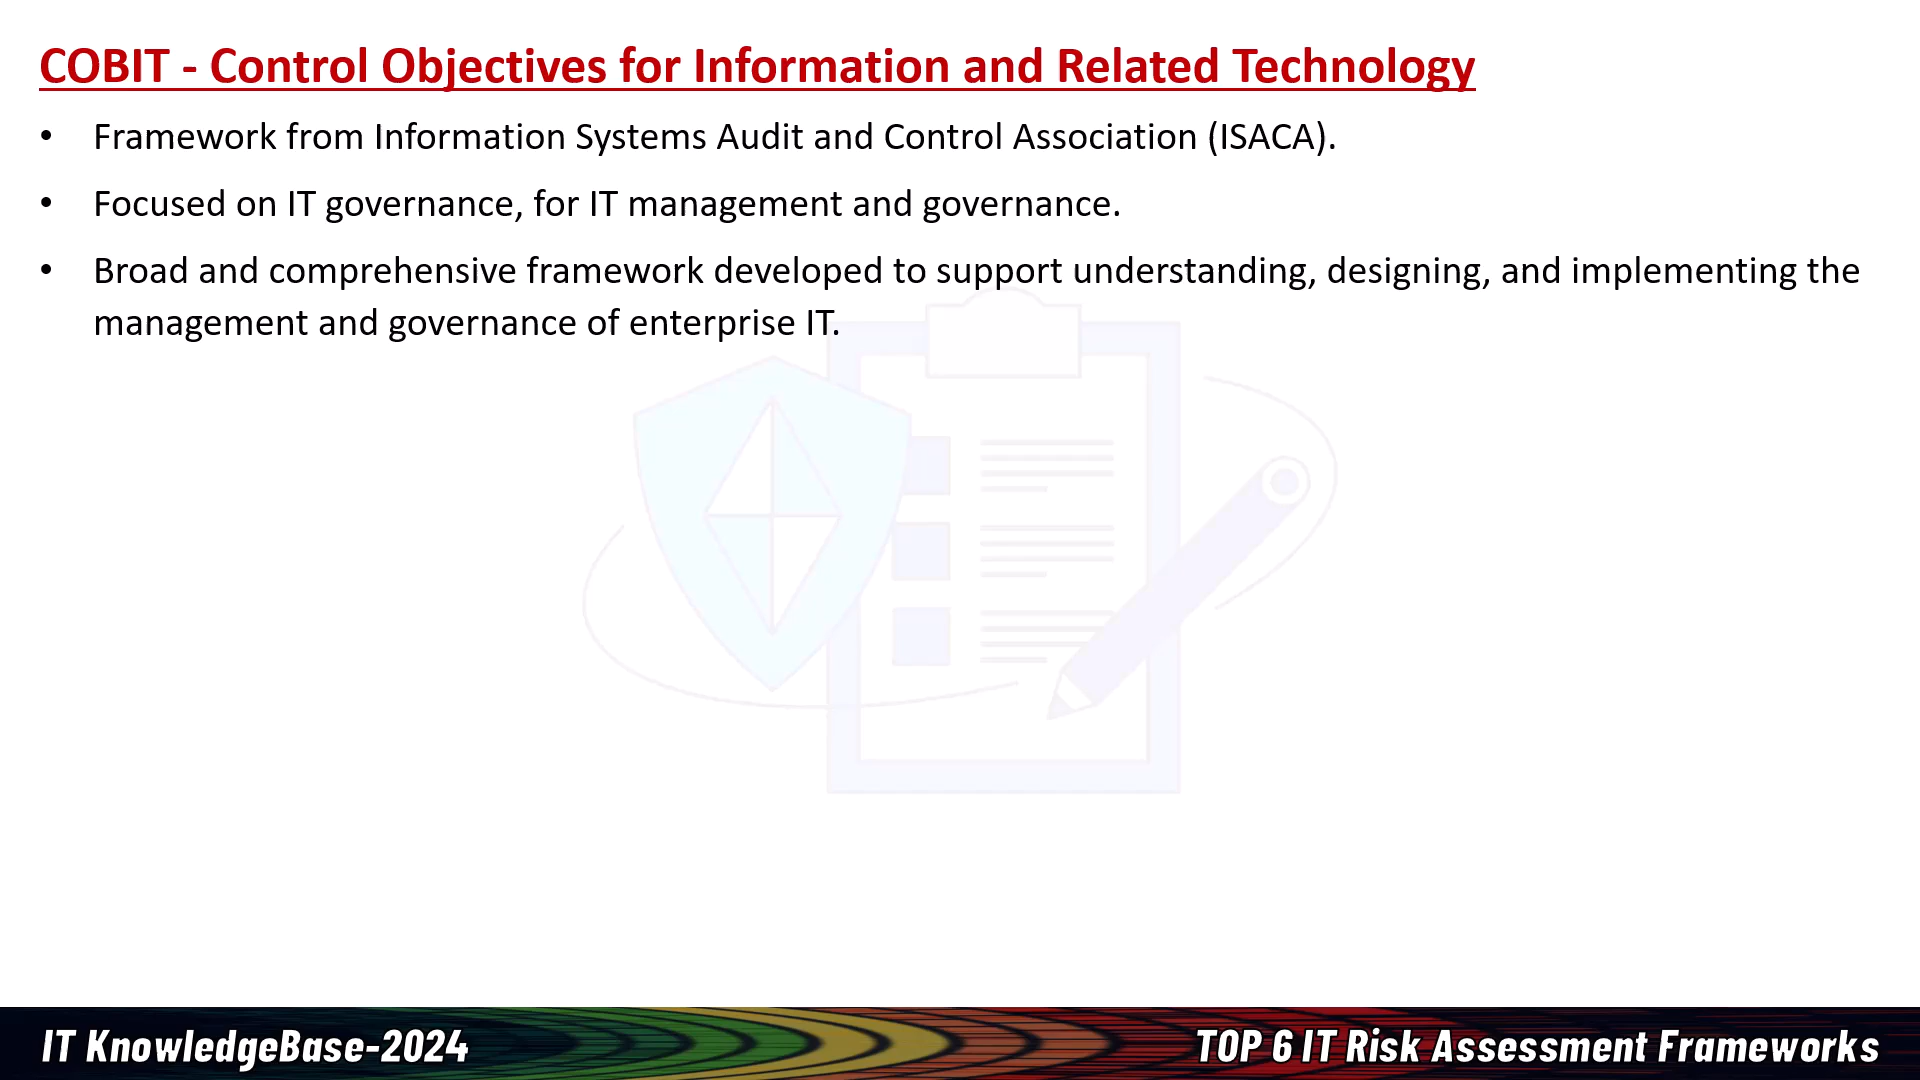 COBIT - Control Objectives for Information and Related Technology
• Framework from Information Systems Audit and Control Association (ISACA).
• Focused on IT governance, for IT management and governance.
• Broad and comprehensive framework developed to support understanding, designing, and implementing the
management and governance of enterprise IT.
IT KnowledgeBase-2024
TOP 6 IT Risk Assessment Frameworks